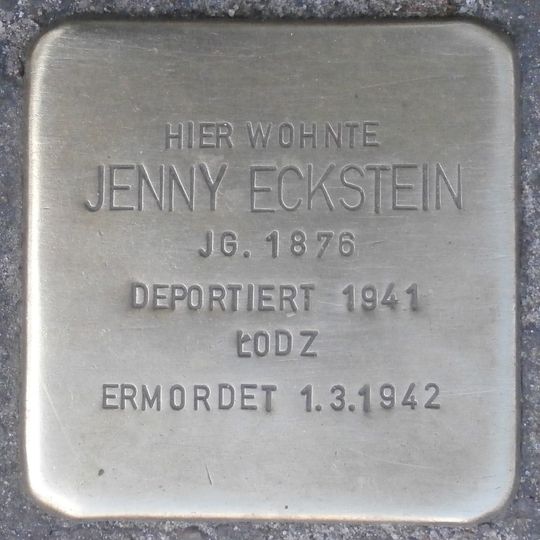 HIER WOHNTE
JENNY ECKSTEIN
JG. 1876
DEPORTIERT 1941
ŁODZ
ERMORDET 1.3.1942